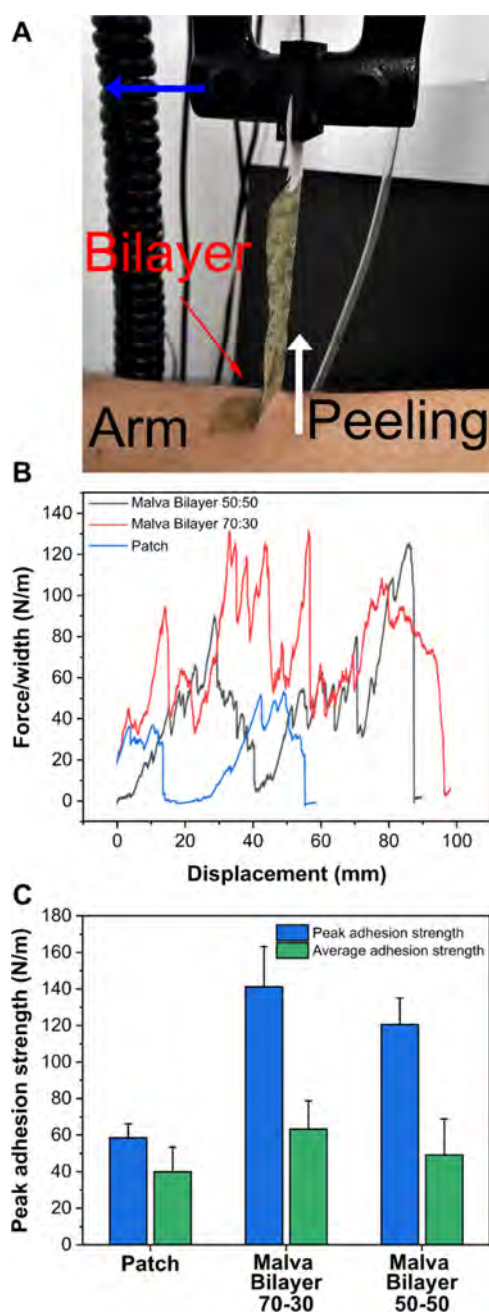 A
Bilayer
Arm
Peeling
B
Malva Bilayer 50:50
Malva Bilayer 70:30
Patch
Force/width (N/m)
140
120
100
80
60
40
20
0
0 20 40 60 80 100
Displacement (mm)
C
Peak adhesion strength (N/m)
180
160
140
120
100
80
60
40
20
0
Peak adhesion strength
Average adhesion strength
Patch
Malva Bilayer 70-30
Malva Bilayer 50-50